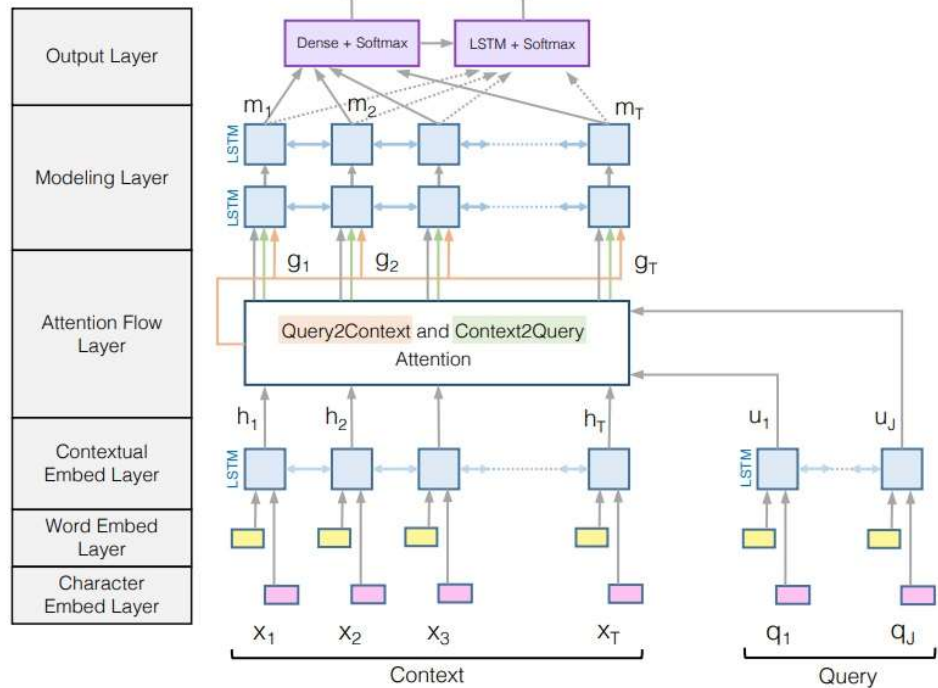 Output Layer
Dense + Softmax
LSTM + Softmax
m1
m2
mT
Modeling Layer
LSTM
LSTM
g1
g2
gT
Attention Flow
Layer
Query2Context and Context2Query
Attention
h1
h2
hT
u1
uJ
Contextual
Embed Layer
LSTM
LSTM
Word Embed
Layer
Character
Embed Layer
x1
x2
x3
xT
q1
qJ
Context
Query